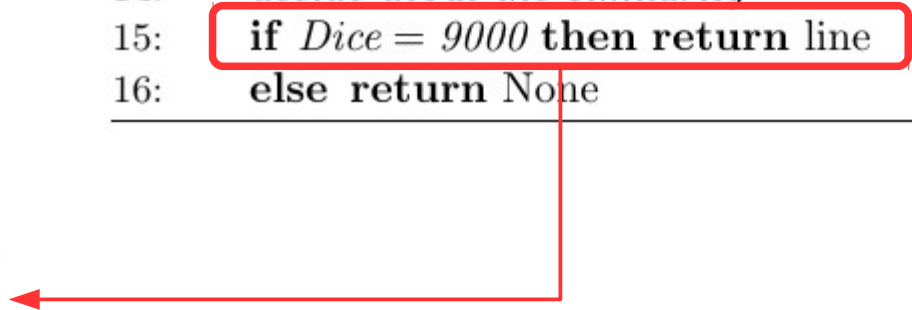 15: if Dice = 9000 then return line
16: else return None